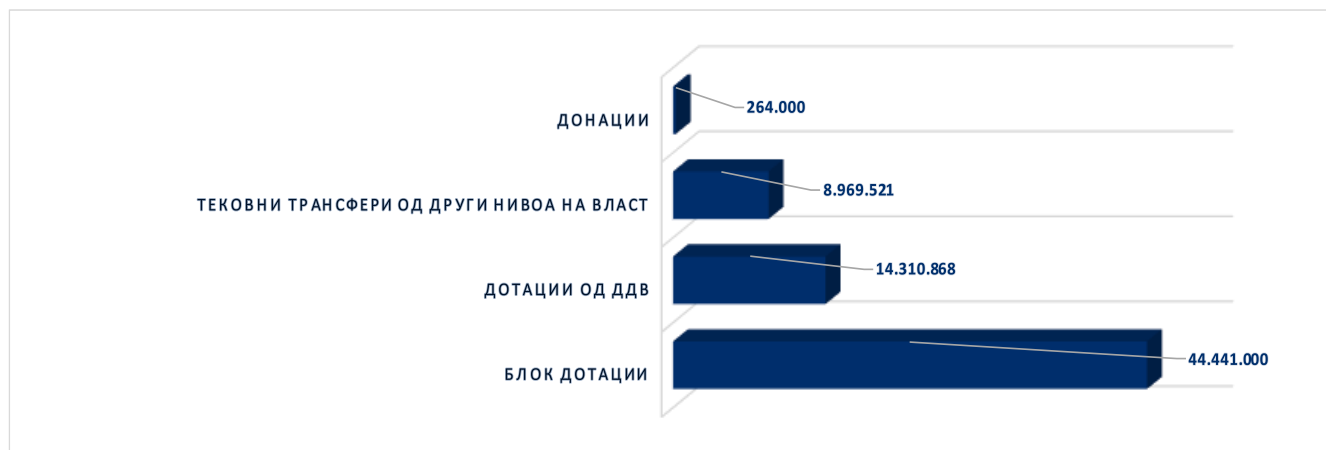 ДОНАЦИИ
264.000
ТЕКОВНИ ТРАНСФЕРИ ОД ДРУГИ НИВОА НА ВЛАСТ
8.969.521
ДОТАЦИИ ОД ДДВ
14.310.868
БЛОК ДОТАЦИИ
44.441.000